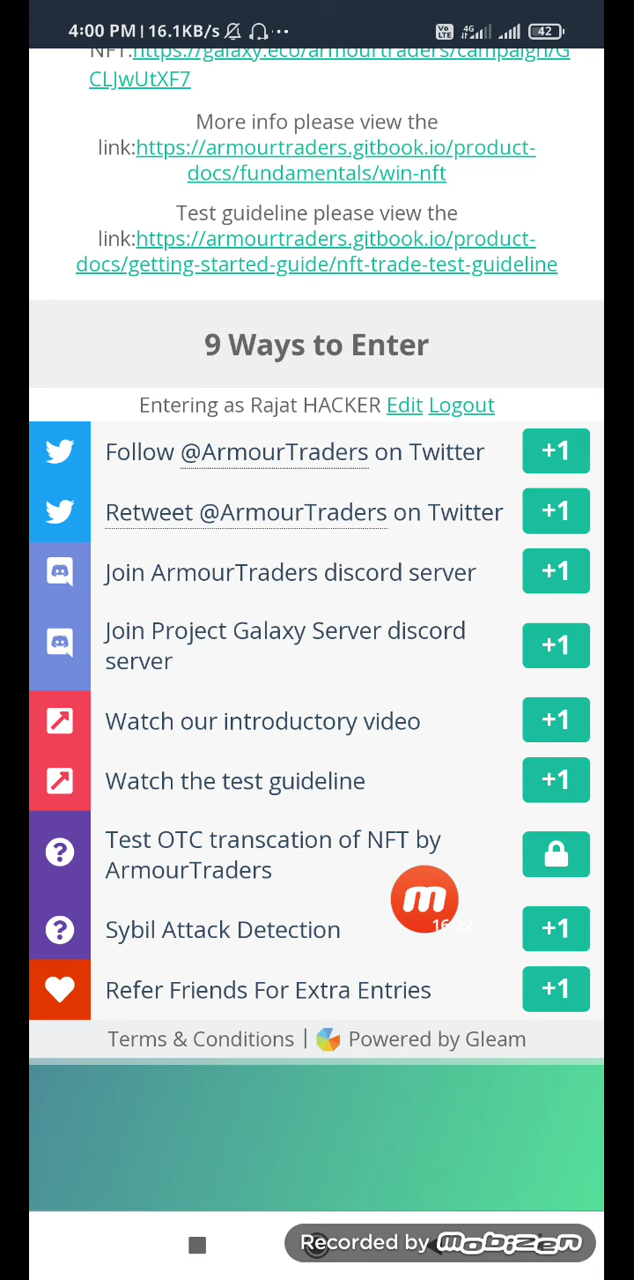 4:00 PM | 16.1KB/s
Vo
LTE
4G
42
NFT:https://galaxy.eco/armourtraders/campaign/G
CLJwUtXF7
More info please view the
link:https://armourtraders.gitbook.io/product-
docs/fundamentals/win-nft
Test guideline please view the
link:https://armourtraders.gitbook.io/product-
docs/getting-started-guide/nft-trade-test-guideline
9 Ways to Enter
Entering as Rajat HACKER Edit Logout
Follow @ArmourTraders on Twitter +1
Retweet @ArmourTraders on Twitter +1
Join ArmourTraders discord server +1
Join Project Galaxy Server discord
server +1
Watch our introductory video +1
Watch the test guideline +1
Test OTC transcation of NFT by
ArmourTraders
m
16:22
Sybil Attack Detection +1
Refer Friends For Extra Entries +1
Terms & Conditions | Powered by Gleam
Recorded by mobizen